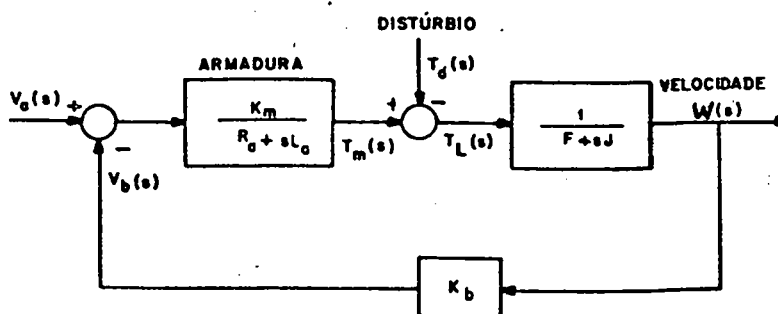 DISTÚRBIO
ARMADURA
T_d(s)
VELOCIDADE
V_a(s)
+
K_m
R_a + sL_a
+
−
1
F + sJ
W(s)
−
T_m(s)
T_L(s)
V_b(s)
K_b